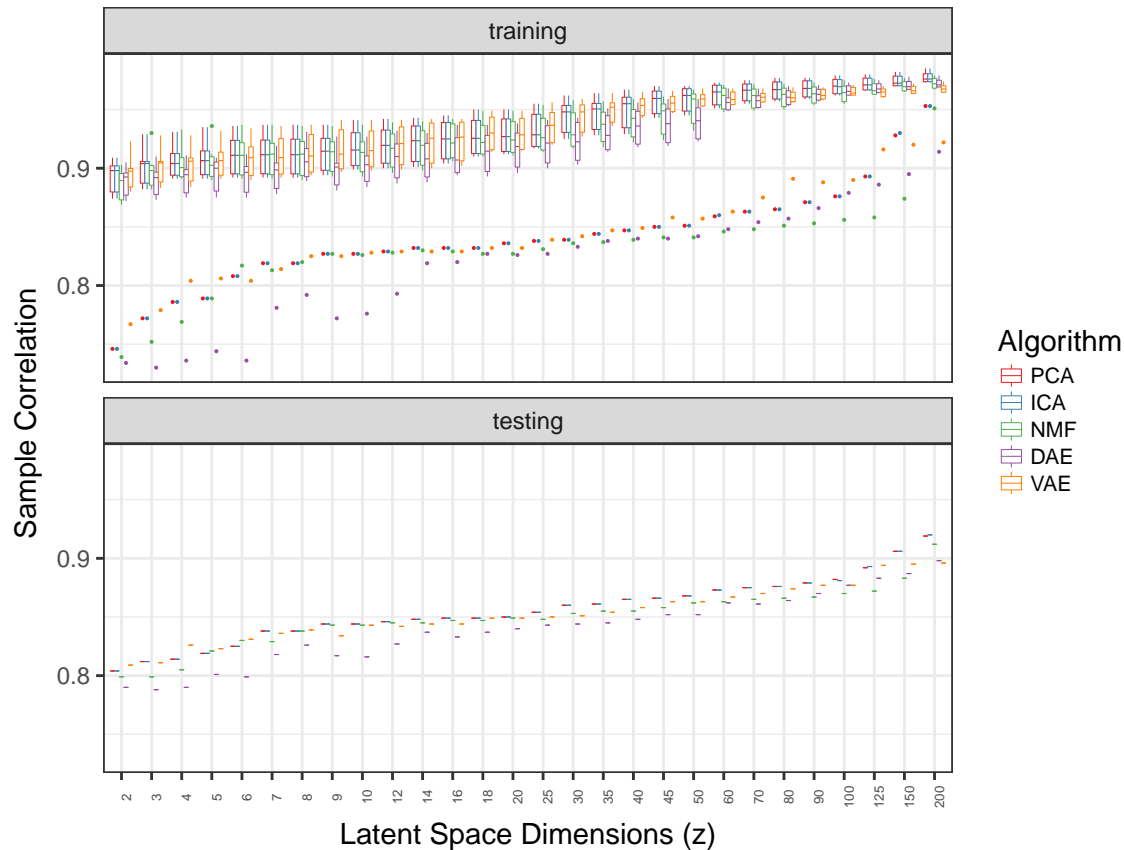 training
0.9
0.8
Sample Correlation
testing
0.9
0.8
2 3 4 5 6 7 8 9 10 12 14 16 18 20 25 30 35 40 45 50 60 70 80 90 100 125 150 200
Latent Space Dimensions (z)
Algorithm
PCA
ICA
NMF
DAE
VAE